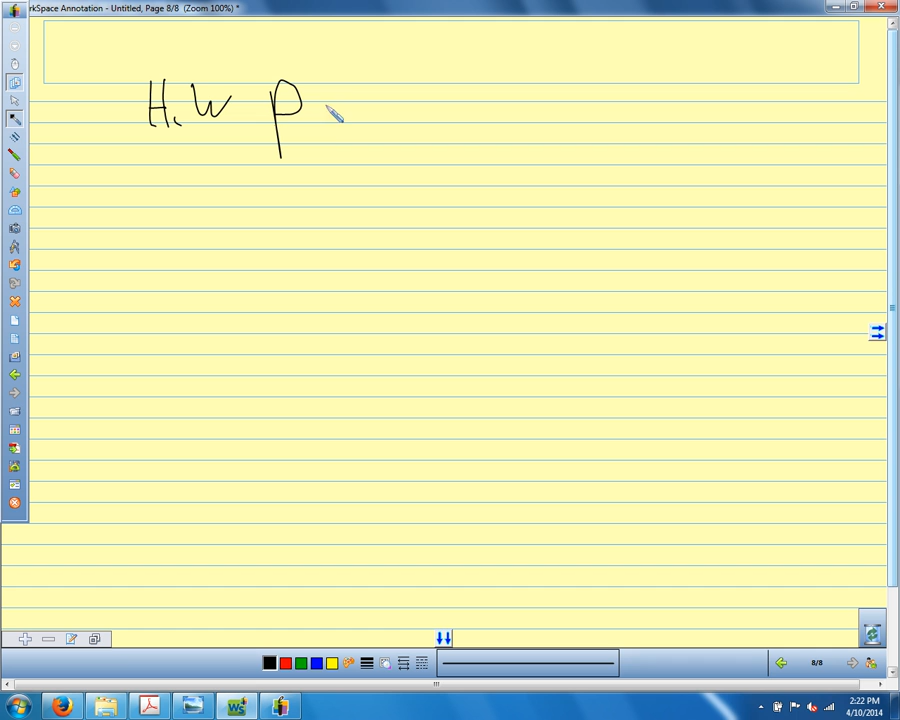 rkSpace Annotation - Untitled, Page 8/8 (Zoom 100%) *
H.W P
8/8
2:22 PM
4/10/2014